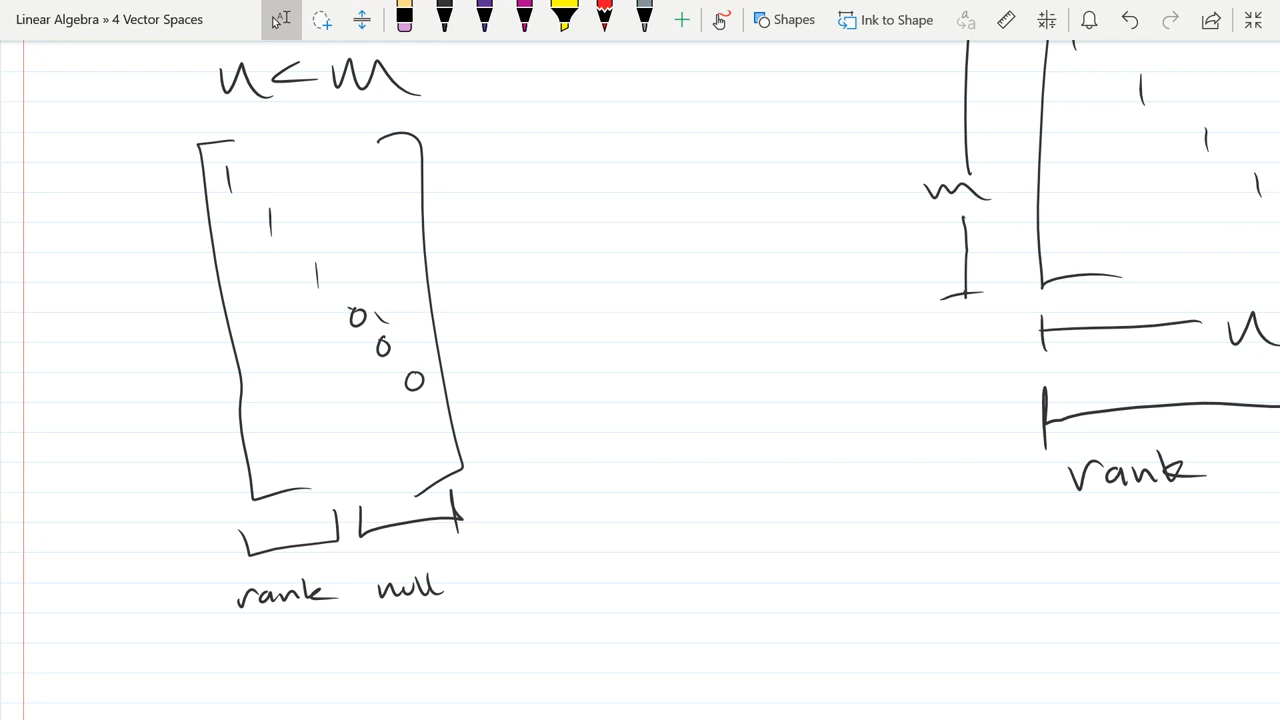 Linear Algebra » 4 Vector Spaces
Shapes
Ink to Shape
n < m
1
1
1
0
0
0
rank null
1
1
1
m
n
rank